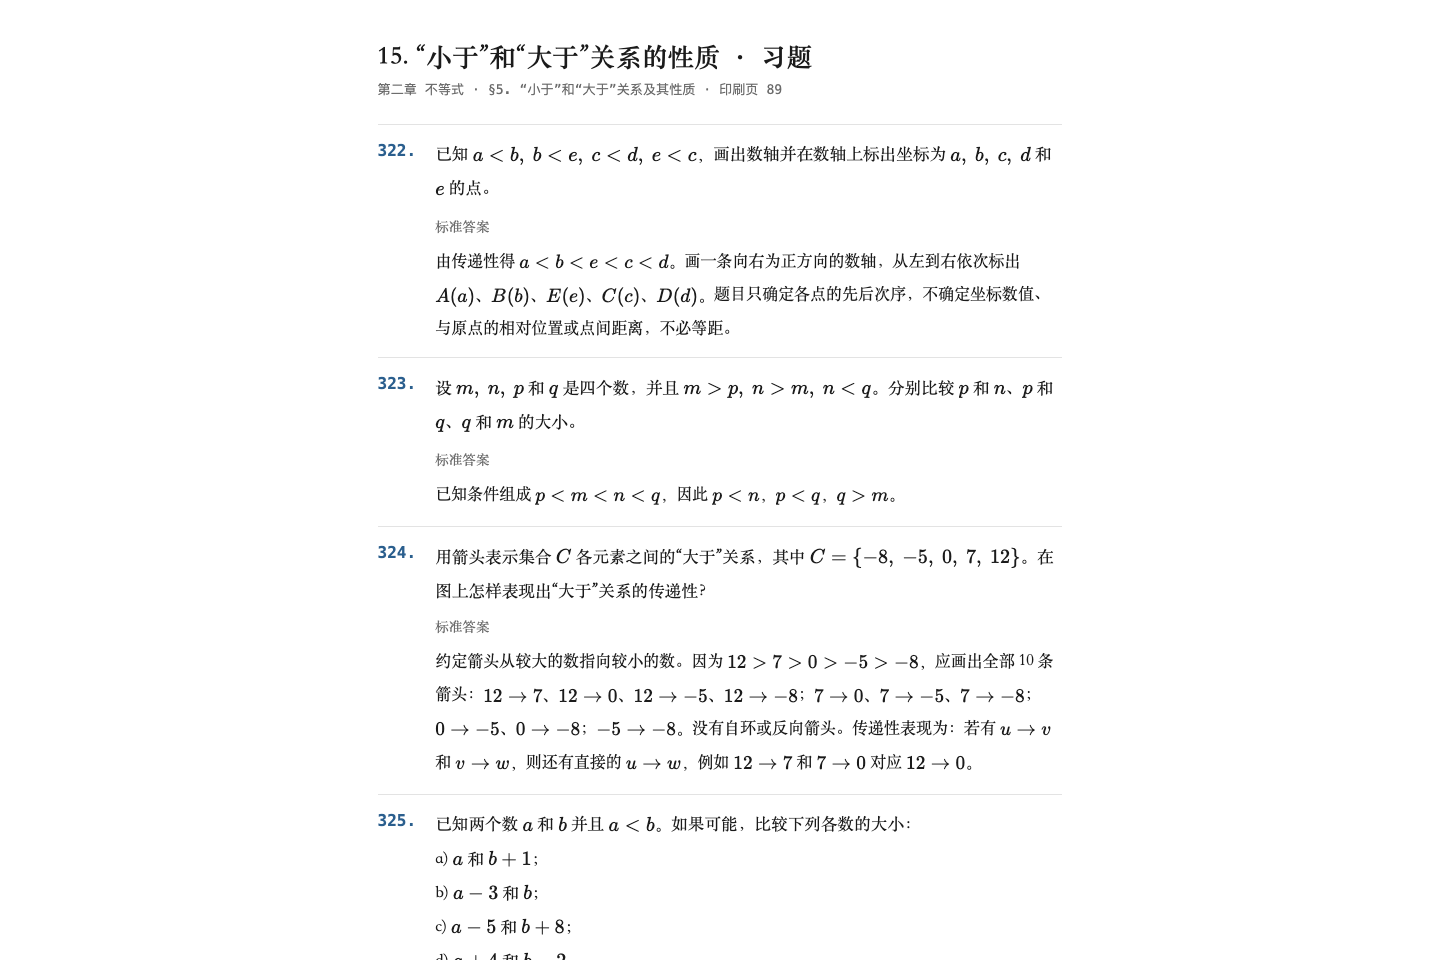 15. “小于”和“大于”关系的性质 · 习题
第二章 不等式 · §5. “小于”和“大于”关系及其性质 · 印刷页 89
322. 已知 a < b, b < e, c < d, e < c，画出数轴并在数轴上标出坐标为 a, b, c, d 和
e 的点。
标准答案
由传递性得 a < b < e < c < d。画一条向右为正方向的数轴，从左到右依次标出
A(a)、B(b)、E(e)、C(c)、D(d)。题目只确定各点的先后次序，不确定坐标数值、
与原点的相对位置或点间距离，不必等距。
323. 设 m, n, p 和 q 是四个数，并且 m > p, n > m, n < q。分别比较 p 和 n、p 和
q、q 和 m 的大小。
标准答案
已知条件组成 p < m < n < q，因此 p < n，p < q，q > m。
324. 用箭头表示集合 C 各元素之间的“大于”关系，其中 C = {−8, −5, 0, 7, 12}。在
图上怎样表现出“大于”关系的传递性?
标准答案
约定箭头从较大的数指向较小的数。因为 12 > 7 > 0 > −5 > −8，应画出全部 10 条
箭头：12 → 7、12 → 0、12 → −5、12 → −8；7 → 0、7 → −5、7 → −8；
0 → −5、0 → −8；−5 → −8。没有自环或反向箭头。传递性表现为：若有 u → v
和 v → w，则还有直接的 u → w，例如 12 → 7 和 7 → 0 对应 12 → 0。
325. 已知两个数 a 和 b 并且 a < b。如果可能，比较下列各数的大小：
a) a 和 b + 1；
b) a − 3 和 b；
c) a − 5 和 b + 8；